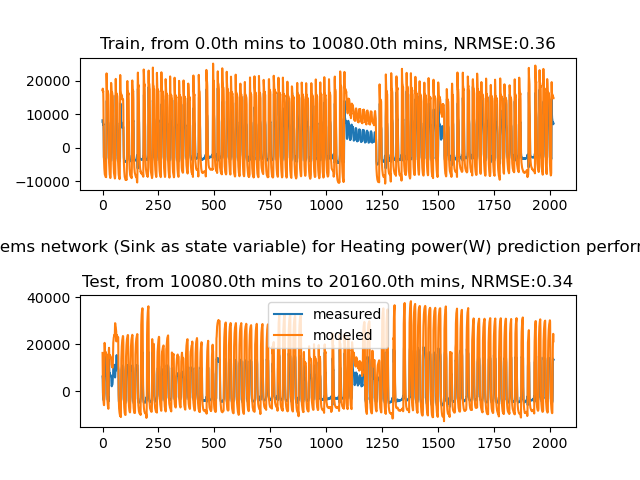 Train, from 0.0th mins to 10080.0th mins, NRMSE:0.36
20000
10000
0
−10000
0 250 500 750 1000 1250 1500 1750 2000
ems network (Sink as state variable) for Heating power(W) prediction perfor
Test, from 10080.0th mins to 20160.0th mins, NRMSE:0.34
40000
measured
modeled
20000
0
0 250 500 750 1000 1250 1500 1750 2000